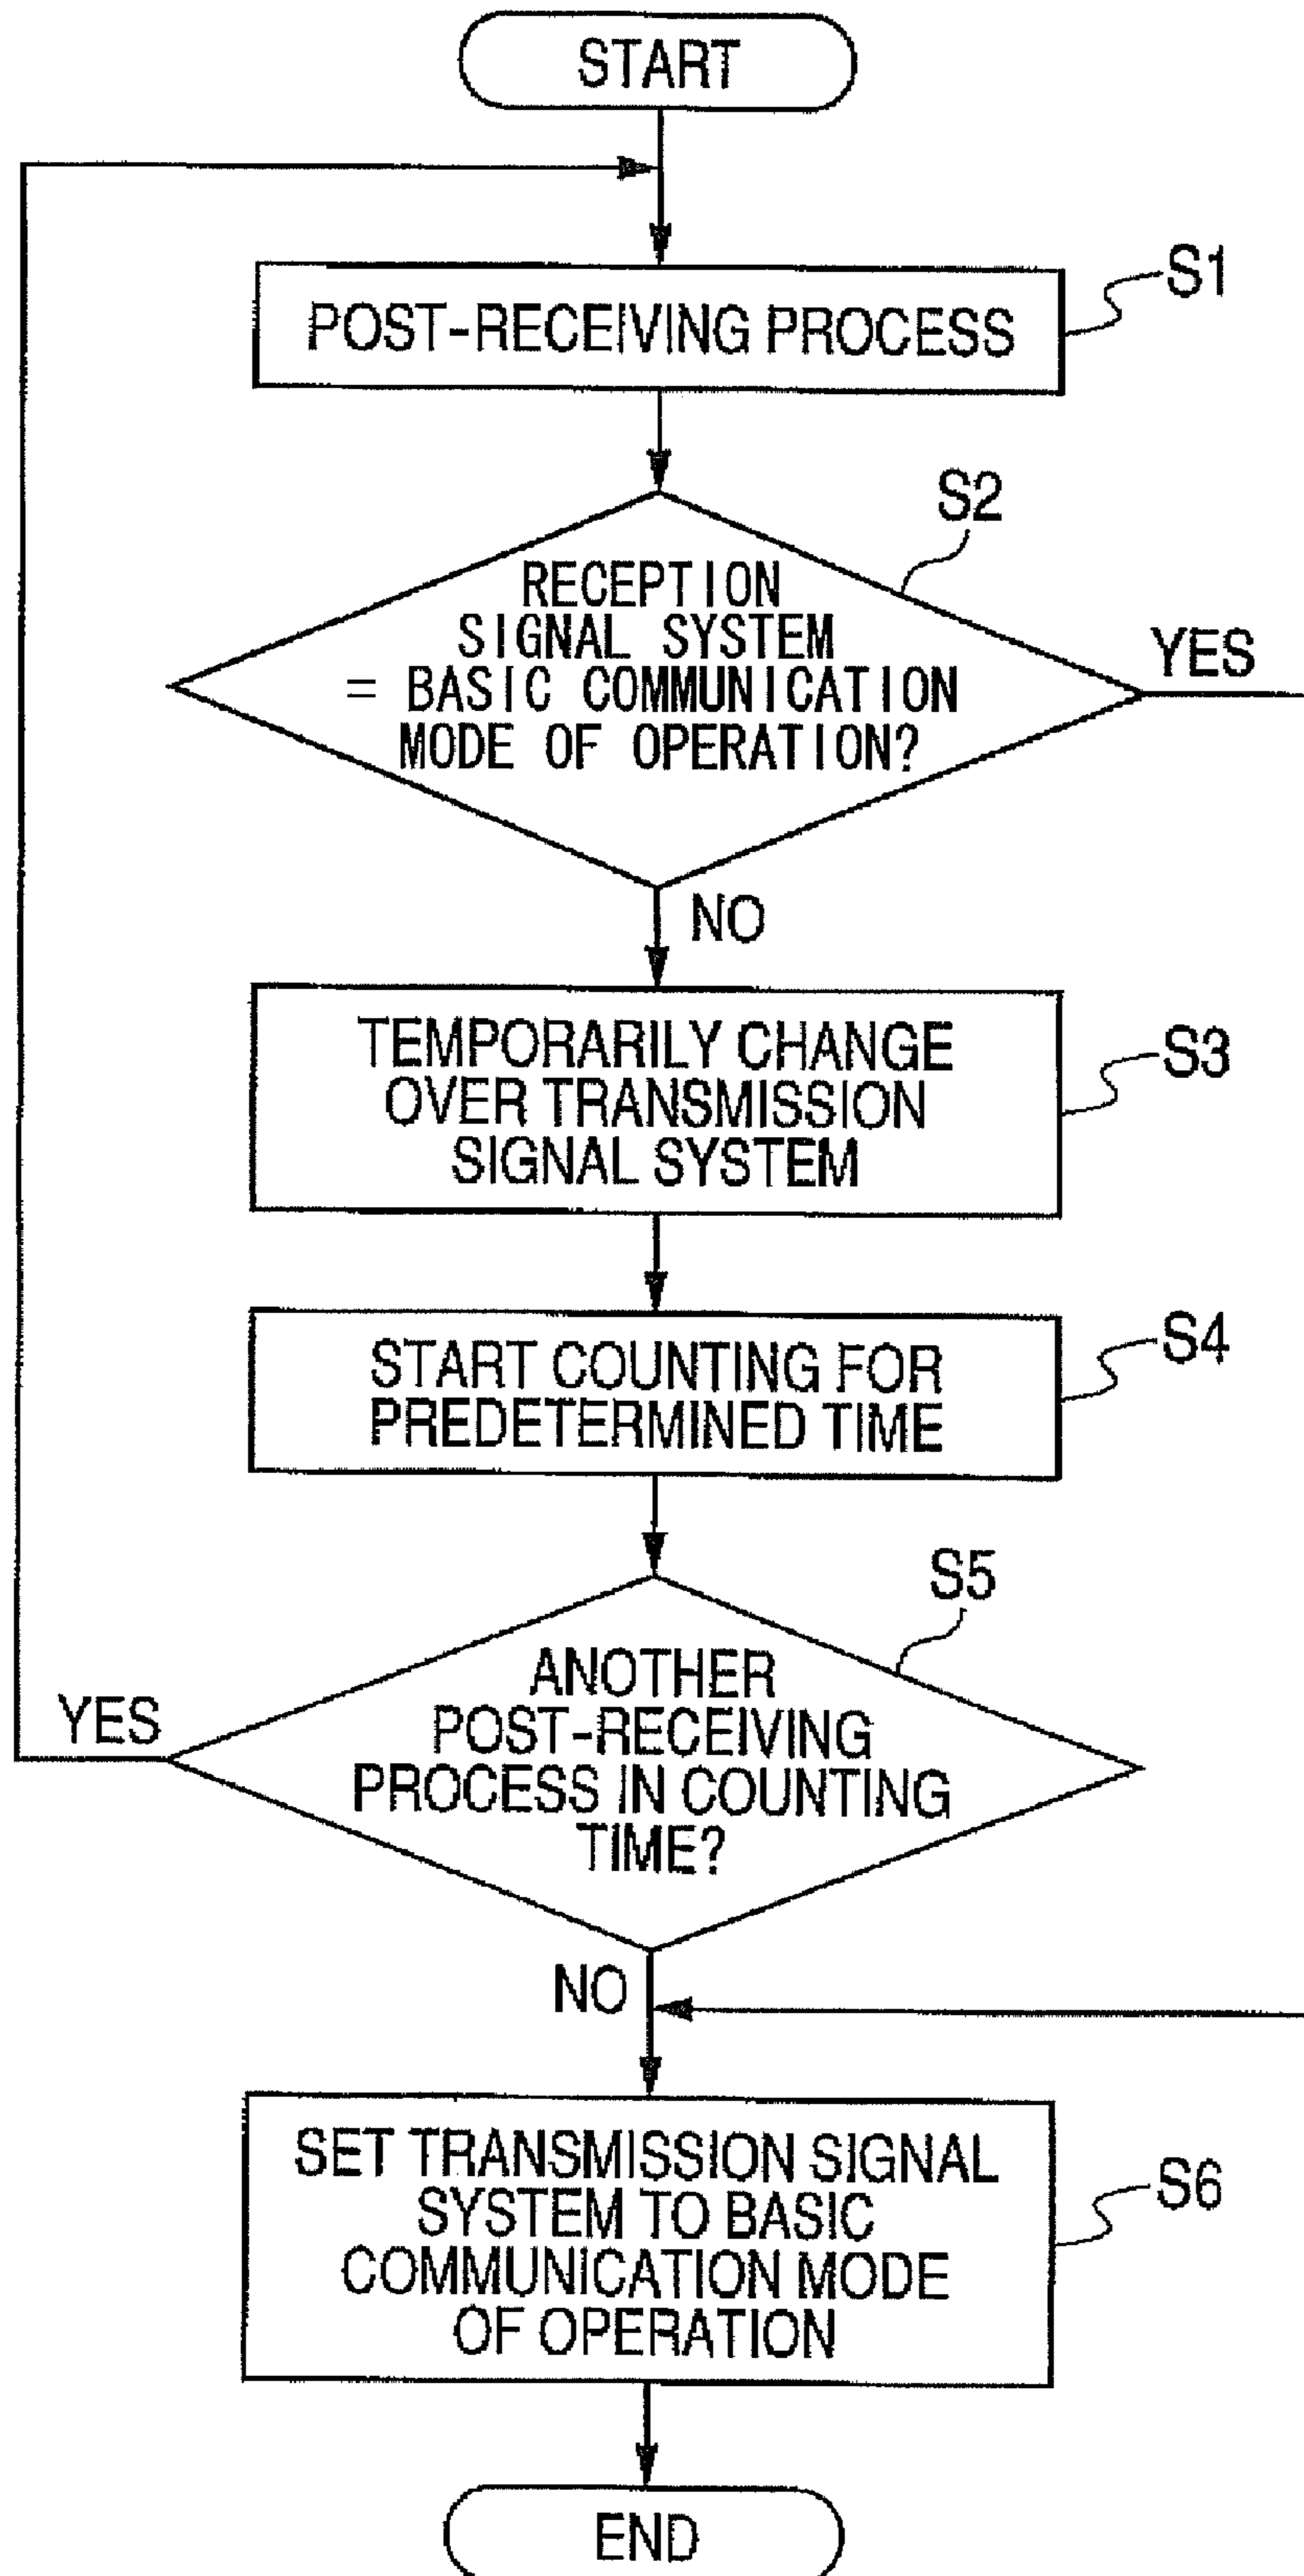 START
POST-RECEIVING PROCESS
S1
S2
RECEPTION
SIGNAL SYSTEM
= BASIC COMMUNICATION
MODE OF OPERATION?
YES
NO
TEMPORARILY CHANGE
OVER TRANSMISSION
SIGNAL SYSTEM
S3
START COUNTING FOR
PREDETERMINED TIME
S4
S5
ANOTHER
POST-RECEIVING
PROCESS IN COUNTING
TIME?
YES
NO
SET TRANSMISSION SIGNAL
SYSTEM TO BASIC
COMMUNICATION MODE
OF OPERATION
S6
END